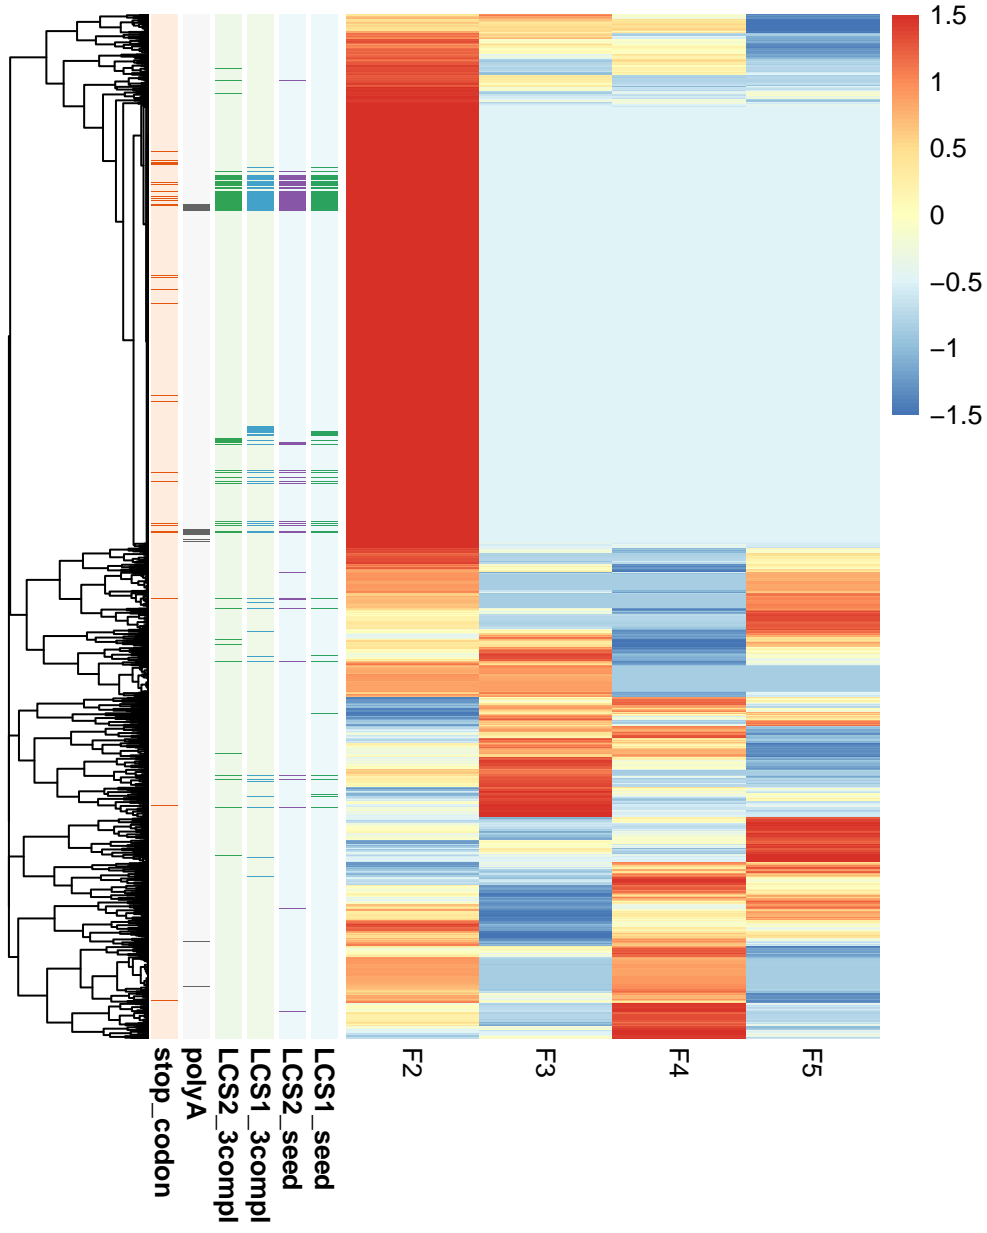 1.5
1
0.5
0
−0.5
−1
−1.5
F2
F3
F4
F5
stop_codon
polyA
LCS2_3compl
LCS1_3compl
LCS2_seed
LCS1_seed